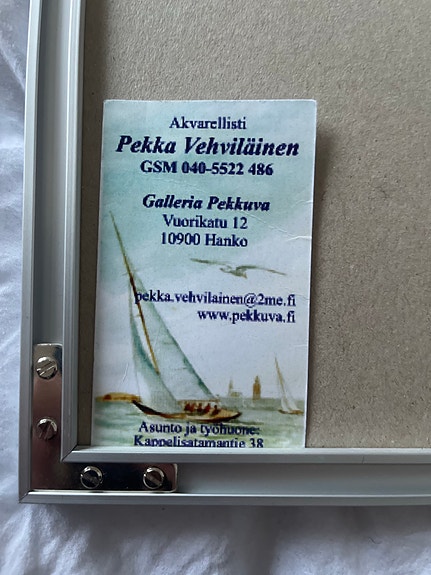 Akvarellisti
Pekka Vehviläinen
GSM 040-5522 486
Galleria Pekkuva
Vuorikatu 12
10900 Hanko
pekka.vehvilainen@2me.fi
www.pekkuva.fi
Asunto ja työhuone:
Kappelisatamantie 38